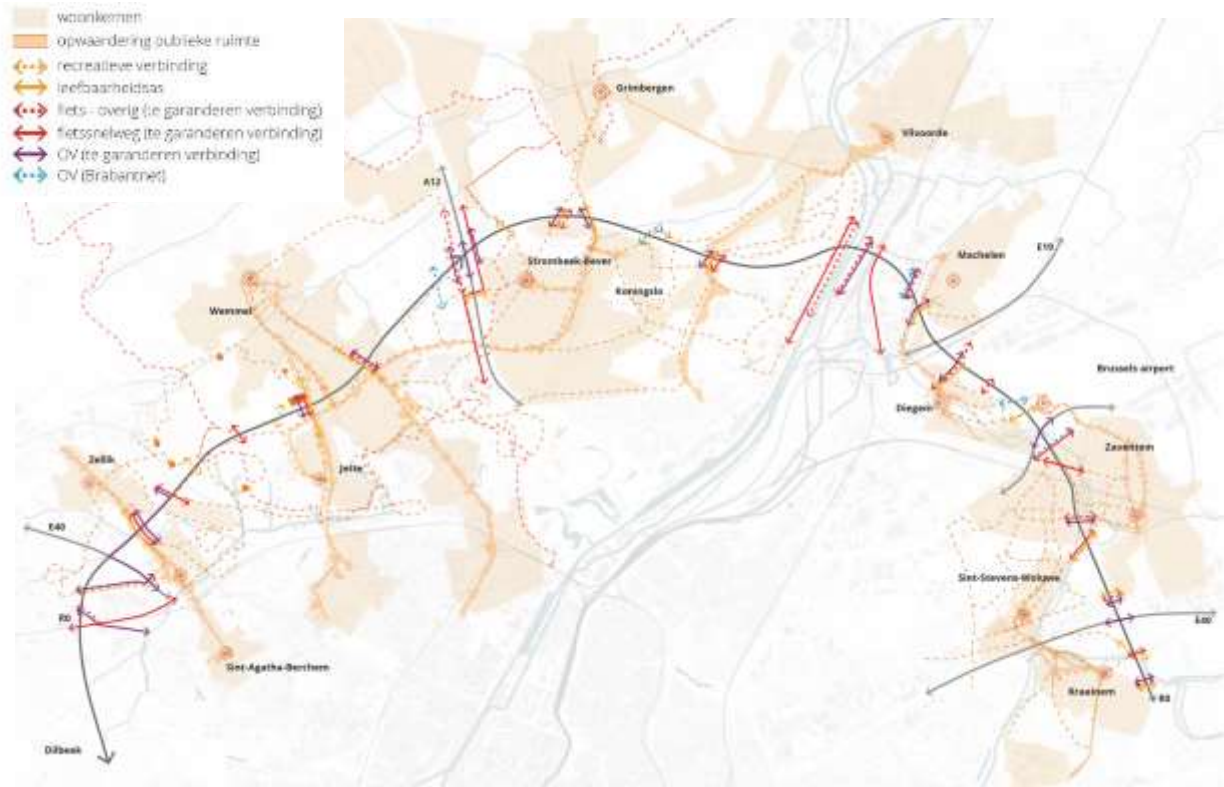 woonkernen
opwaardering publieke ruimte
recreatieve verbinding
leefbaarheidsas
fiets - overig (te garanderen verbinding)
fietssnelweg (te garanderen verbinding)
OV (te garanderen verbinding)
OV (Brabantnet)
Grimbergen
Vilvoorde
A12
Strombeek-Bever
Machelen
E19
Koningslo
Wemmel
Brussels airport
Diegem
Zaventem
Zellik
Jette
E40
Sint-Stevens-Woluwe
R0
E40
Sint-Agatha-Berchem
Kraainem
R0
Dilbeek